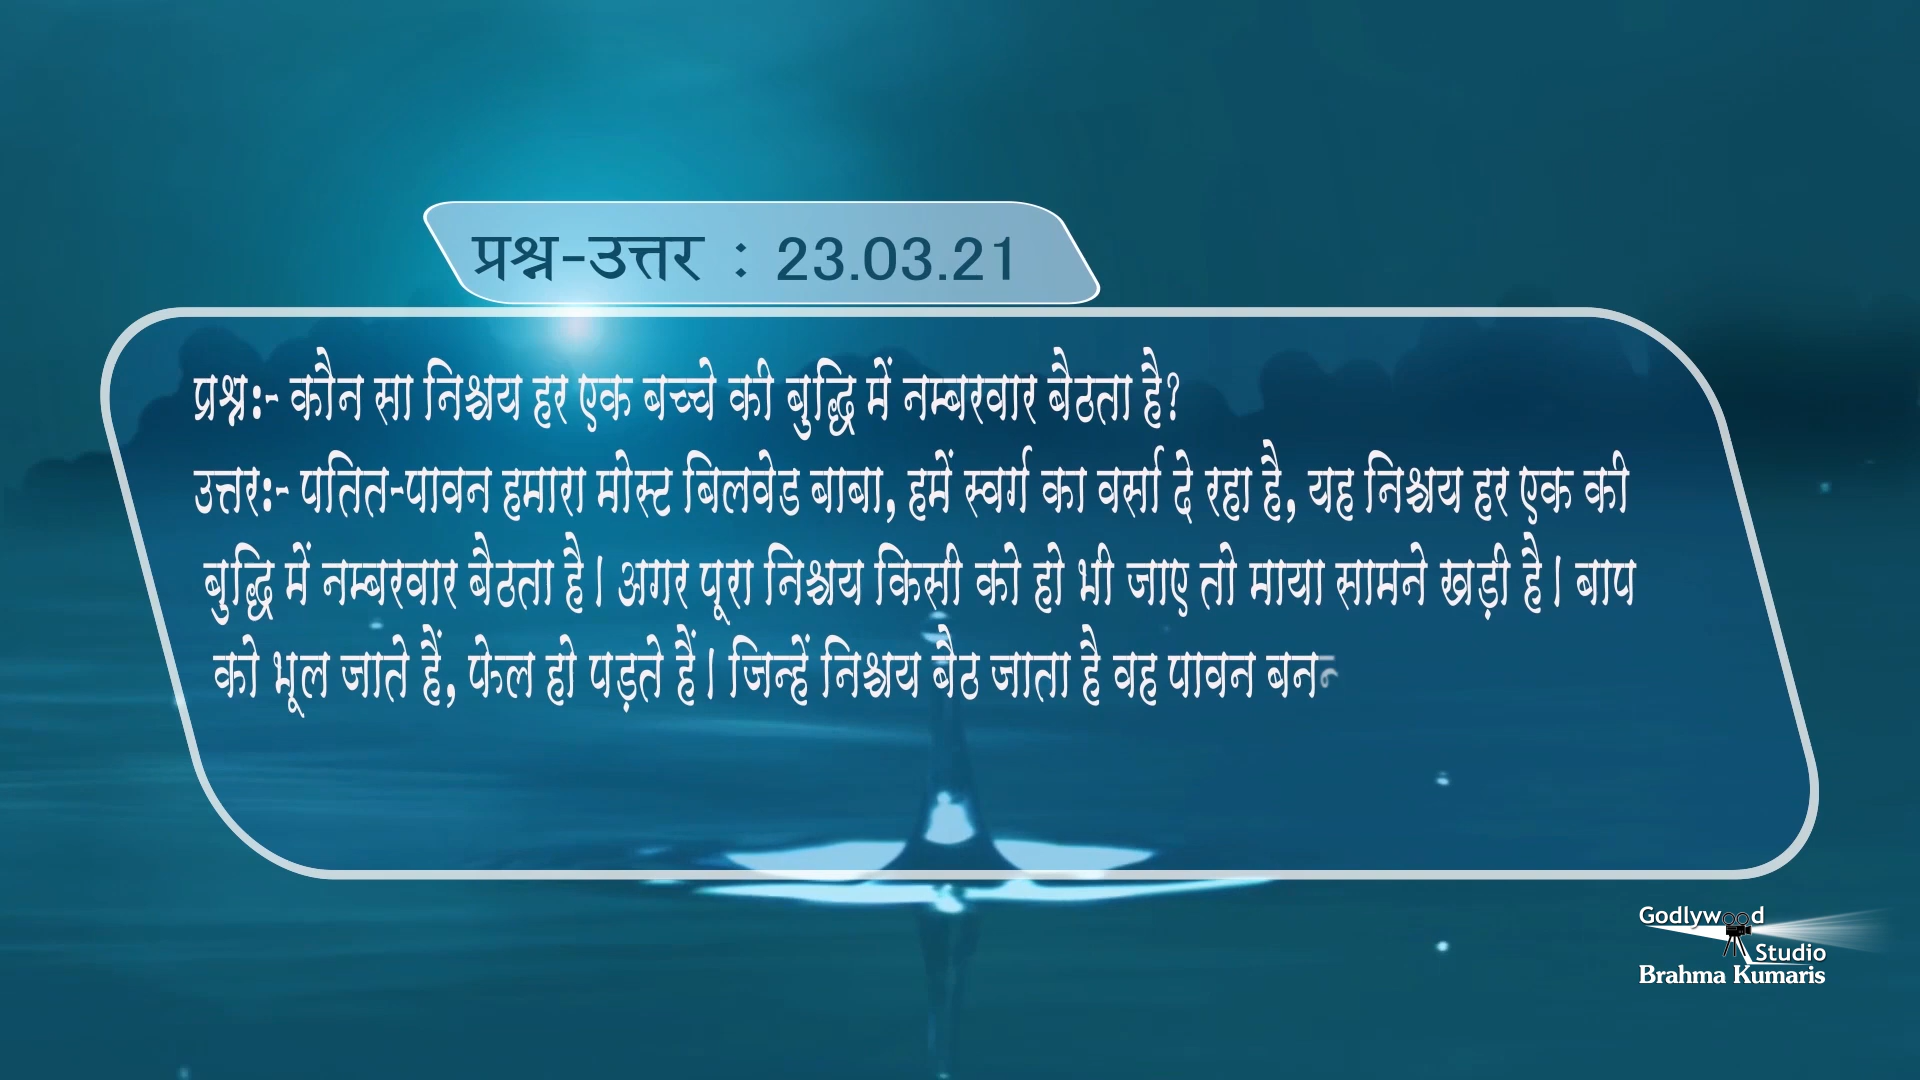 प्रश्न-उत्तर : 23.03.21
प्रश्न:- कौन सा निश्चय हर एक बच्चे की बुद्धि में नम्बरवार बैठता है?
उत्तर:- पतित-पावन हमारा मोस्ट बिलवेड बाबा, हमें स्वर्ग का वर्सा दे रहा है, यह निश्चय हर एक की
बुद्धि में नम्बरवार बैठता है। अगर पूरा निश्चय किसी को हो भी जाए तो माया सामने खड़ी है। बाप
को भूल जाते हैं, फेल हो पड़ते हैं। जिन्हें निश्चय बैठ जाता है वह पावन
Godlywood
Studio
Brahma Kumaris